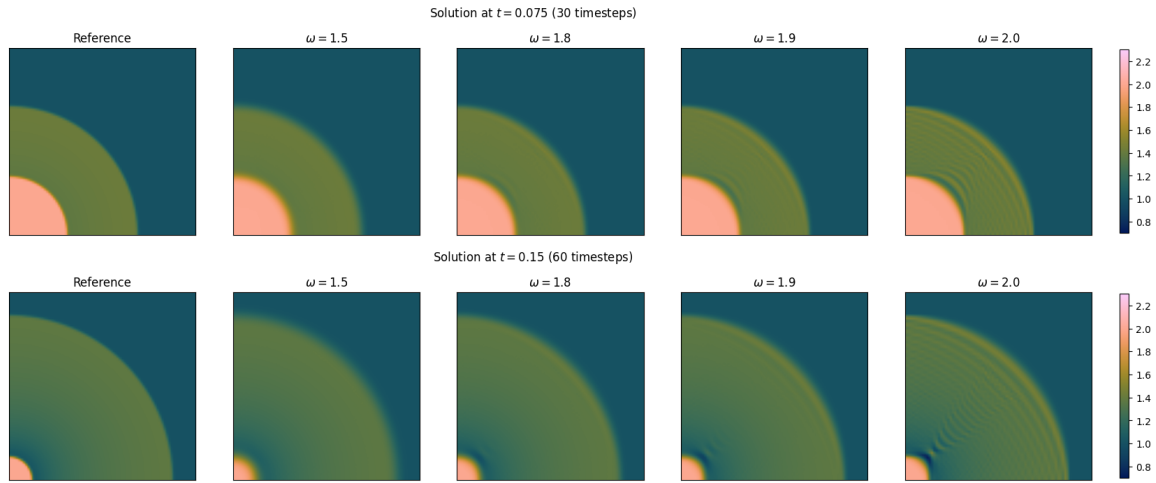 Solution at t = 0.075 (30 timesteps)
Reference
ω = 1.5
ω = 1.8
ω = 1.9
ω = 2.0
2.2
2.0
1.8
1.6
1.4
1.2
1.0
0.8
Solution at t = 0.15 (60 timesteps)
Reference
ω = 1.5
ω = 1.8
ω = 1.9
ω = 2.0
2.2
2.0
1.8
1.6
1.4
1.2
1.0
0.8